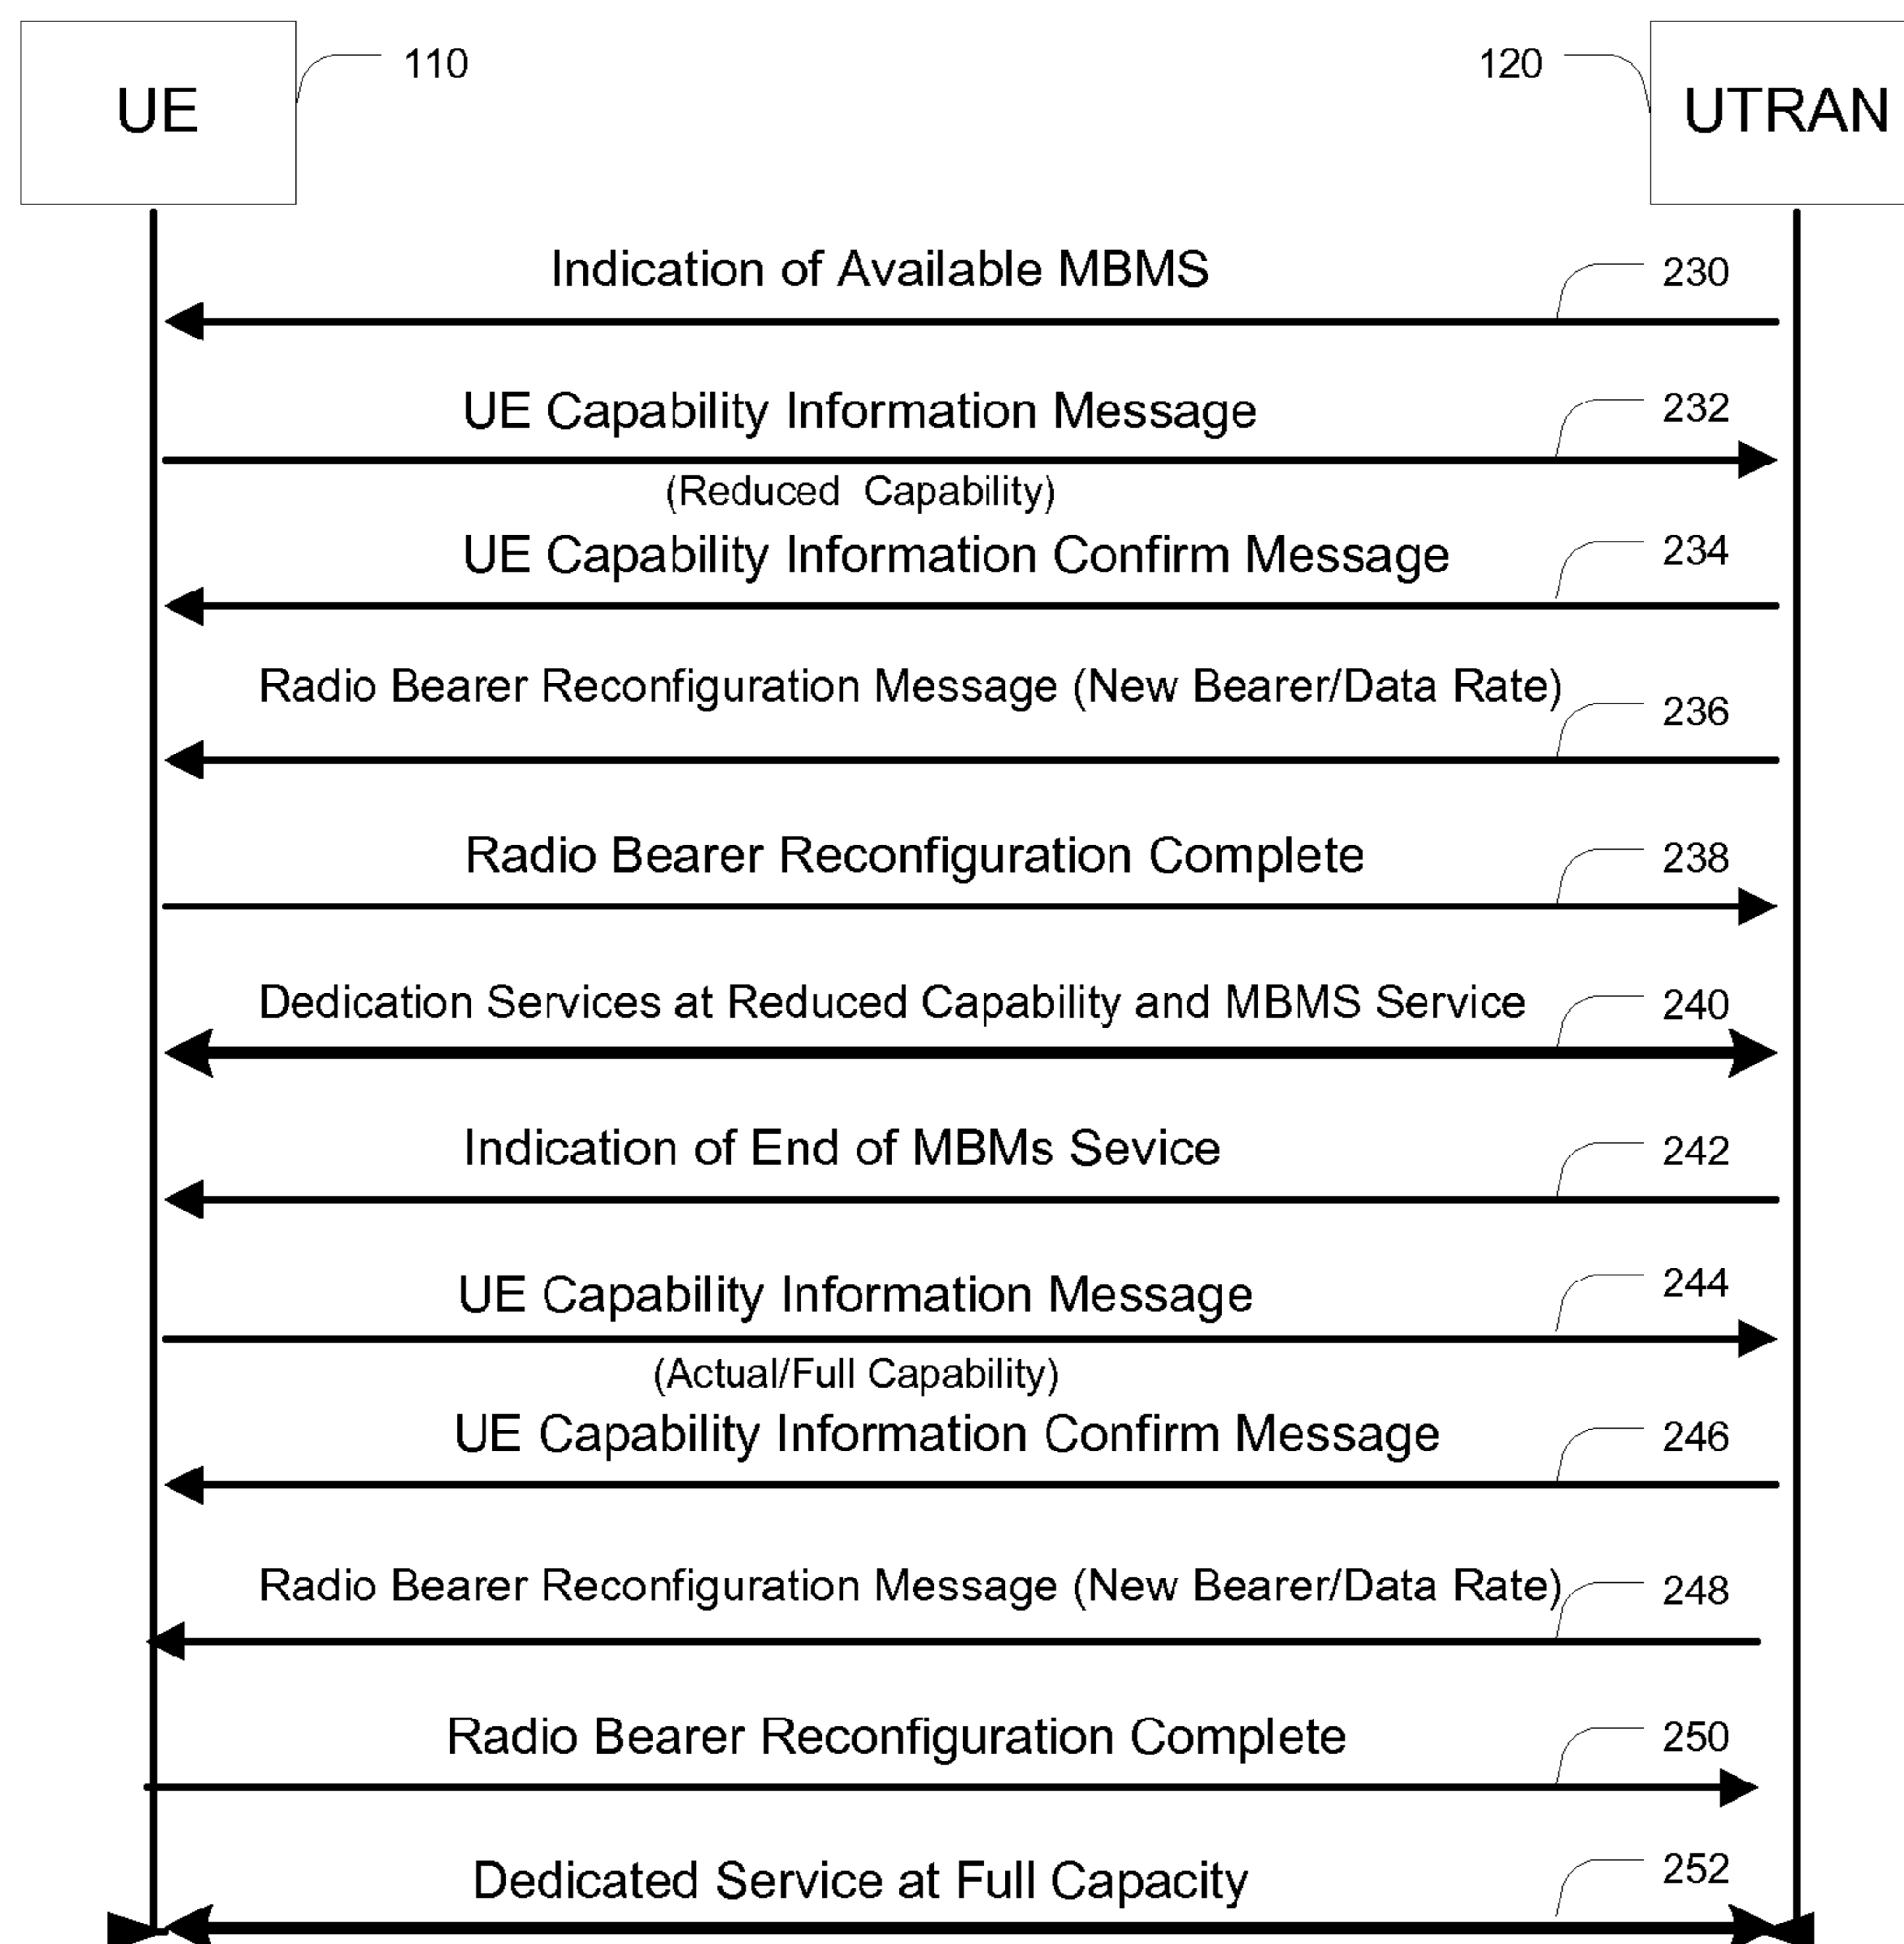 UE
110
120
UTRAN
Indication of Available MBMS
230
UE Capability Information Message
232
(Reduced Capability)
UE Capability Information Confirm Message
234
Radio Bearer Reconfiguration Message (New Bearer/Data Rate)
236
Radio Bearer Reconfiguration Complete
238
Dedication Services at Reduced Capability and MBMS Service
240
Indication of End of MBMs Sevice
242
UE Capability Information Message
244
(Actual/Full Capability)
UE Capability Information Confirm Message
246
Radio Bearer Reconfiguration Message (New Bearer/Data Rate)
248
Radio Bearer Reconfiguration Complete
250
Dedicated Service at Full Capacity
252